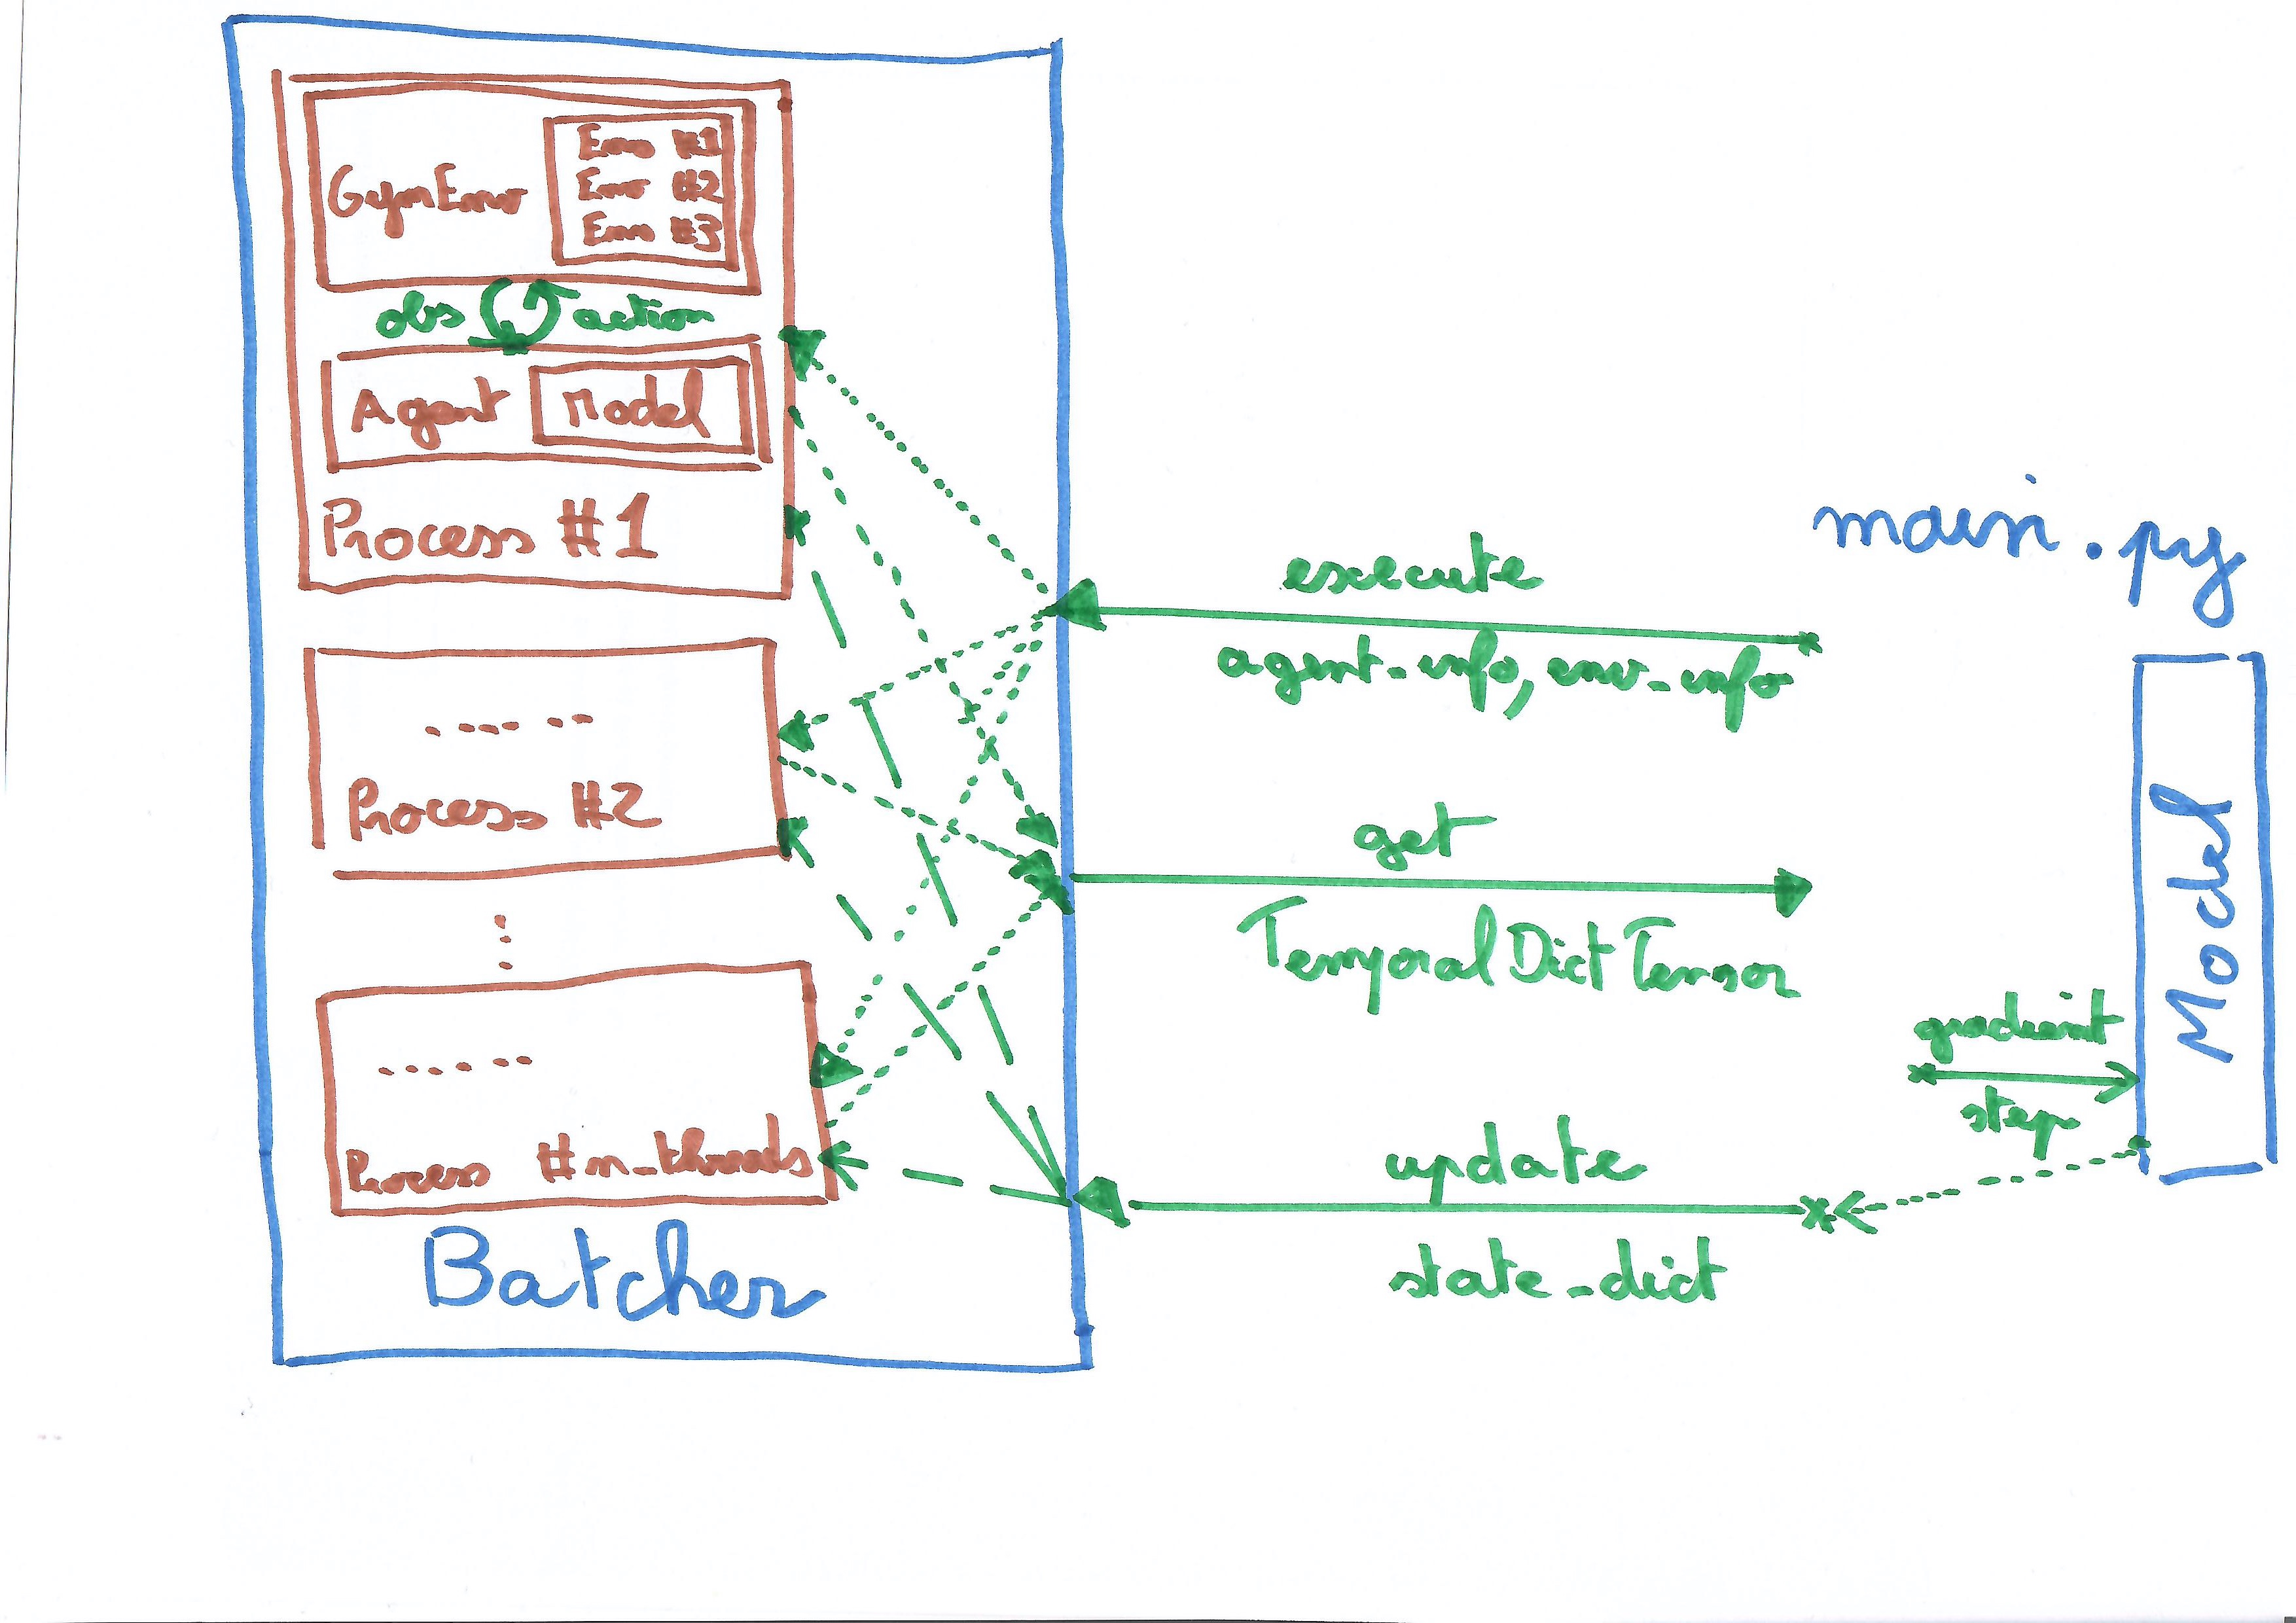 Env #1
GymEnv
Env #2
Env #3
obs action
Agent Model
Process #1
Process #2
Process #n_threads
Batcher
main.py
execute
agent_info, env_info
get
TemporalDictTensor
gradient
step
update
state_dict
Model